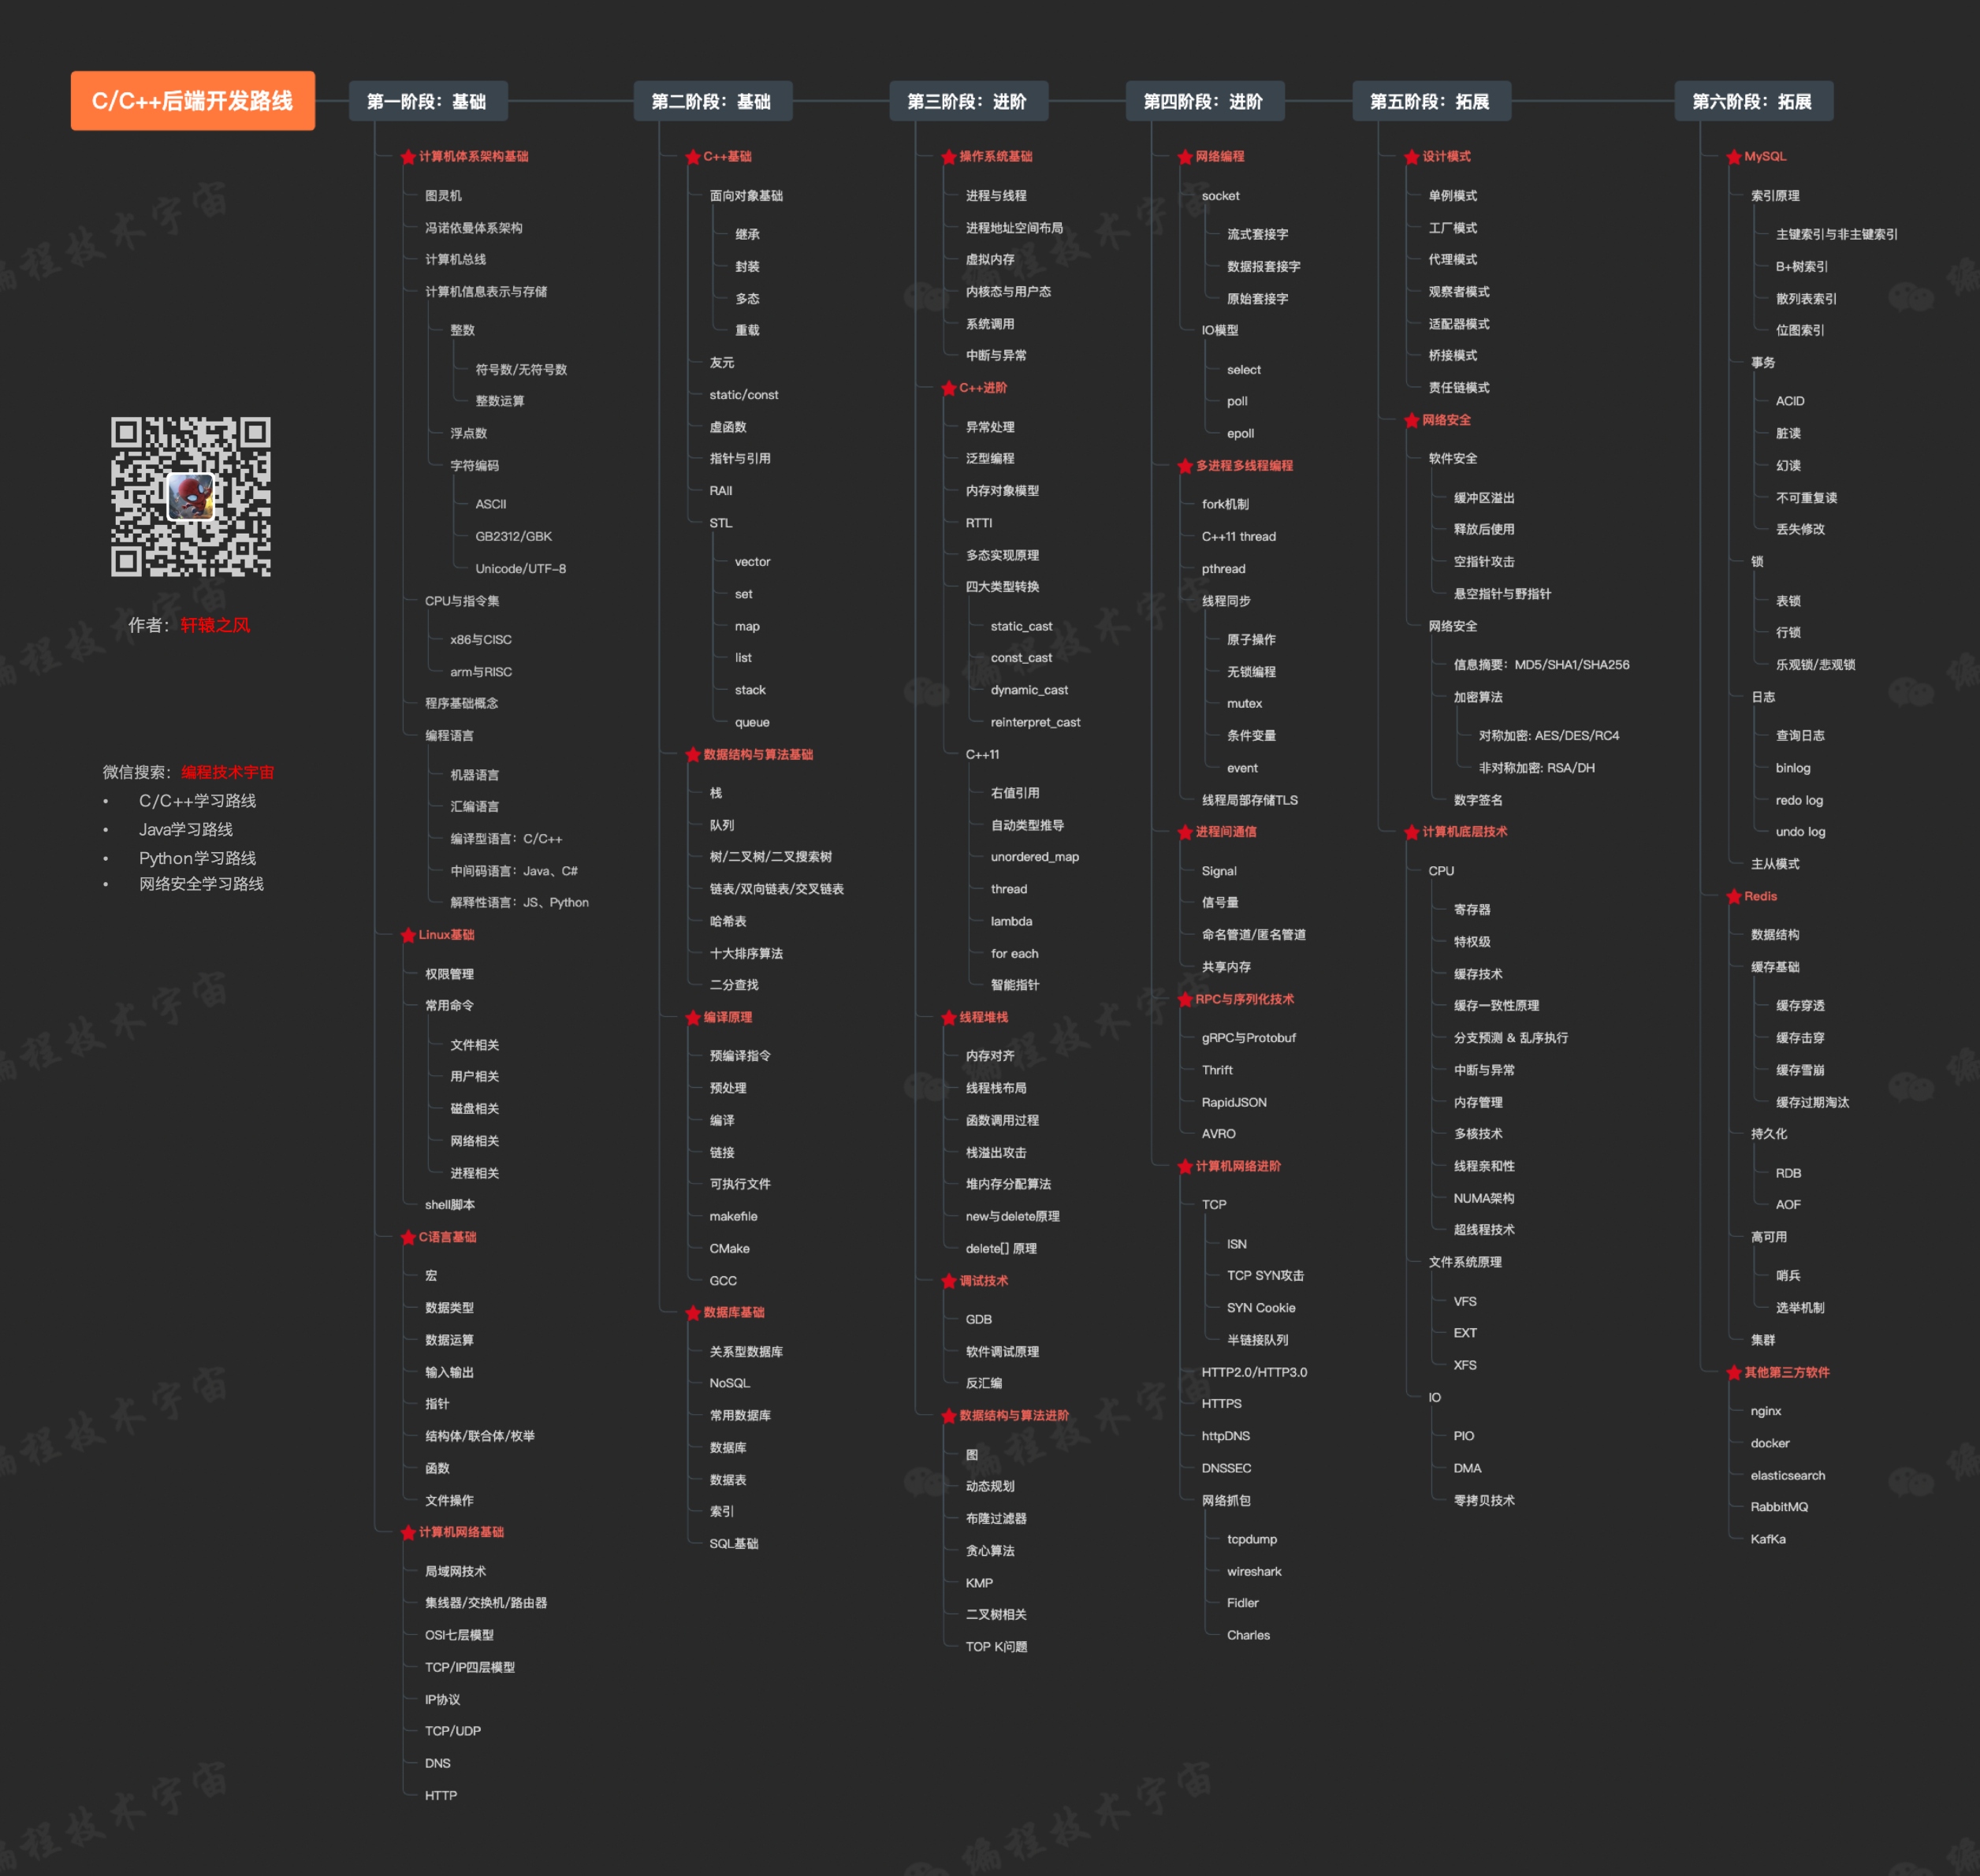 C/C++后端开发路线
作者：轩辕之风
微信搜索：编程技术宇宙
• C/C++学习路线
• Java学习路线
• Python学习路线
• 网络安全学习路线
第一阶段：基础
计算机体系架构基础
图灵机
冯诺依曼体系架构
计算机总线
计算机信息表示与存储
整数
符号数/无符号数
整数运算
浮点数
字符编码
ASCII
GB2312/GBK
Unicode/UTF-8
CPU与指令集
x86与CISC
arm与RISC
程序基础概念
编程语言
机器语言
汇编语言
编译型语言：C/C++
中间码语言：Java、C#
解释性语言：JS、Python
Linux基础
权限管理
常用命令
文件相关
用户相关
磁盘相关
网络相关
进程相关
shell脚本
C语言基础
宏
数据类型
数据运算
输入输出
指针
结构体/联合体/枚举
函数
文件操作
计算机网络基础
局域网技术
集线器/交换机/路由器
OSI七层模型
TCP/IP四层模型
IP协议
TCP/UDP
DNS
HTTP
第二阶段：基础
C++基础
面向对象基础
继承
封装
多态
重载
友元
static/const
虚函数
指针与引用
RAII
STL
vector
set
map
list
stack
queue
数据结构与算法基础
栈
队列
树/二叉树/二叉搜索树
链表/双向链表/交叉链表
哈希表
十大排序算法
二分查找
编译原理
预编译指令
预处理
编译
链接
可执行文件
makefile
CMake
GCC
数据库基础
关系型数据库
NoSQL
常用数据库
数据库
数据表
索引
SQL基础
第三阶段：进阶
操作系统基础
进程与线程
进程地址空间布局
虚拟内存
内核态与用户态
系统调用
中断与异常
C++进阶
异常处理
泛型编程
内存对象模型
RTTI
多态实现原理
四大类型转换
static_cast
const_cast
dynamic_cast
reinterpret_cast
C++11
右值引用
自动类型推导
unordered_map
thread
lambda
for each
智能指针
线程堆栈
内存对齐
线程栈布局
函数调用过程
栈溢出攻击
堆内存分配算法
new与delete原理
delete[] 原理
调试技术
GDB
软件调试原理
反汇编
数据结构与算法进阶
图
动态规划
布隆过滤器
贪心算法
KMP
二叉树相关
TOP K问题
第四阶段：进阶
网络编程
socket
流式套接字
数据报套接字
原始套接字
IO模型
select
poll
epoll
多进程多线程编程
fork机制
C++11 thread
pthread
线程同步
原子操作
无锁编程
mutex
条件变量
event
线程局部存储TLS
进程间通信
Signal
信号量
命名管道/匿名管道
共享内存
RPC与序列化技术
gRPC与Protobuf
Thrift
RapidJSON
AVRO
计算机网络进阶
TCP
ISN
TCP SYN攻击
SYN Cookie
半链接队列
HTTP2.0/HTTP3.0
HTTPS
httpDNS
DNSSEC
网络抓包
tcpdump
wireshark
Fidler
Charles
第五阶段：拓展
设计模式
单例模式
工厂模式
代理模式
观察者模式
适配器模式
桥接模式
责任链模式
网络安全
软件安全
缓冲区溢出
释放后使用
空指针攻击
悬空指针与野指针
网络安全
信息摘要：MD5/SHA1/SHA256
加密算法
对称加密: AES/DES/RC4
非对称加密: RSA/DH
数字签名
计算机底层技术
CPU
寄存器
特权级
缓存技术
缓存一致性原理
分支预测 & 乱序执行
中断与异常
内存管理
多核技术
线程亲和性
NUMA架构
超线程技术
文件系统原理
VFS
EXT
XFS
IO
PIO
DMA
零拷贝技术
第六阶段：拓展
MySQL
索引原理
主键索引与非主键索引
B+树索引
散列表索引
位图索引
事务
ACID
脏读
幻读
不可重复读
丢失修改
锁
表锁
行锁
乐观锁/悲观锁
日志
查询日志
binlog
redo log
undo log
主从模式
Redis
数据结构
缓存基础
缓存穿透
缓存击穿
缓存雪崩
缓存过期淘汰
持久化
RDB
AOF
高可用
哨兵
选举机制
集群
其他第三方软件
nginx
docker
elasticsearch
RabbitMQ
KafKa